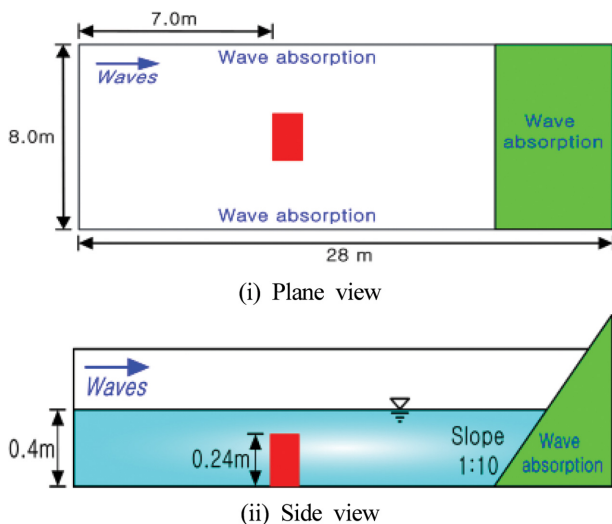 7.0m
Wave absorption
Waves
8.0m
Wave
absorption
Wave absorption
28 m
(i) Plane view
Waves
0.4m
0.24m
Slope
1:10
Wave
absorption
(ii) Side view